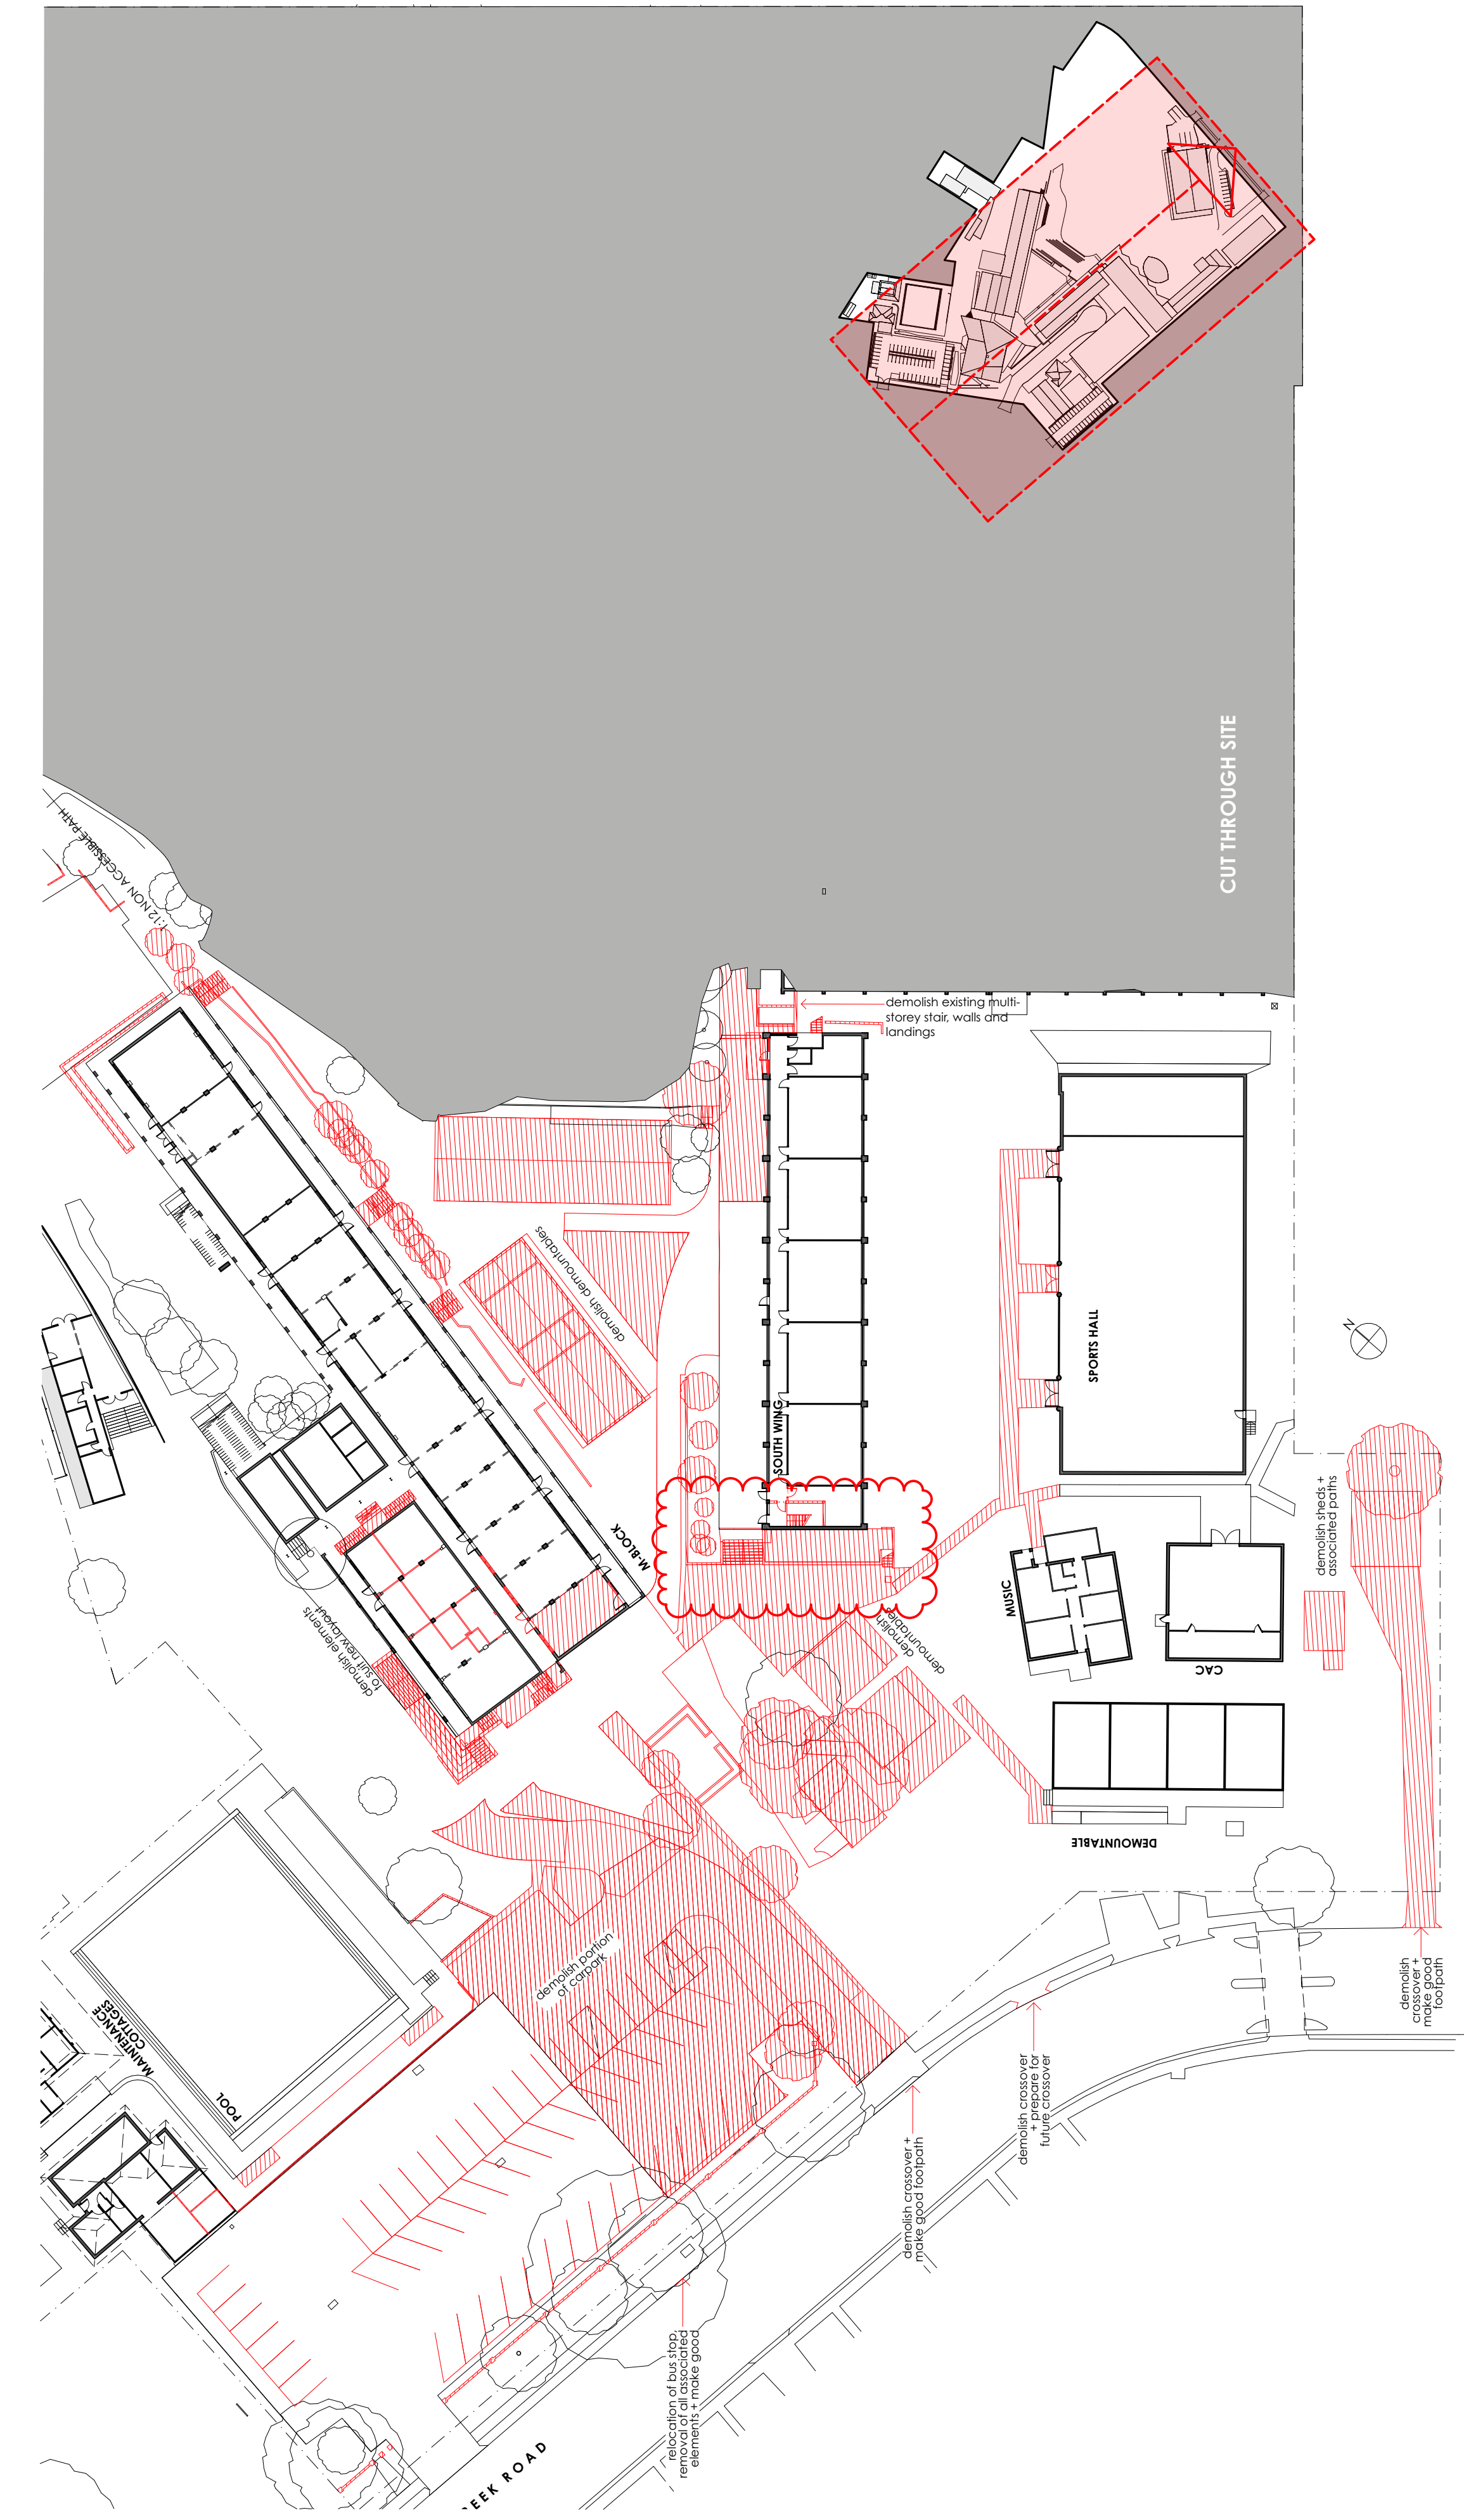 CUT THROUGH SITE
1:12 NON ACCESSIBLE PATH
demolish existing multi-
storey stair, walls and
landings
demolish demountables
SOUTH WING
SPORTS HALL
N
M-BLOCK
demolish elements
to suit new layout
demolish
demountables
MUSIC
CAC
demolish sheds +
associated paths
DEMOUNTABLE
demolish portion
of carpark
MAINTENANCE
COTTAGES
POOL
demolish
crossover +
make good
footpath
demolish crossover
+ prepare for
future crossover
demolish crossover +
make good footpath
relocation of bus stop,
removal of all associated
elements + make good
EEK ROAD